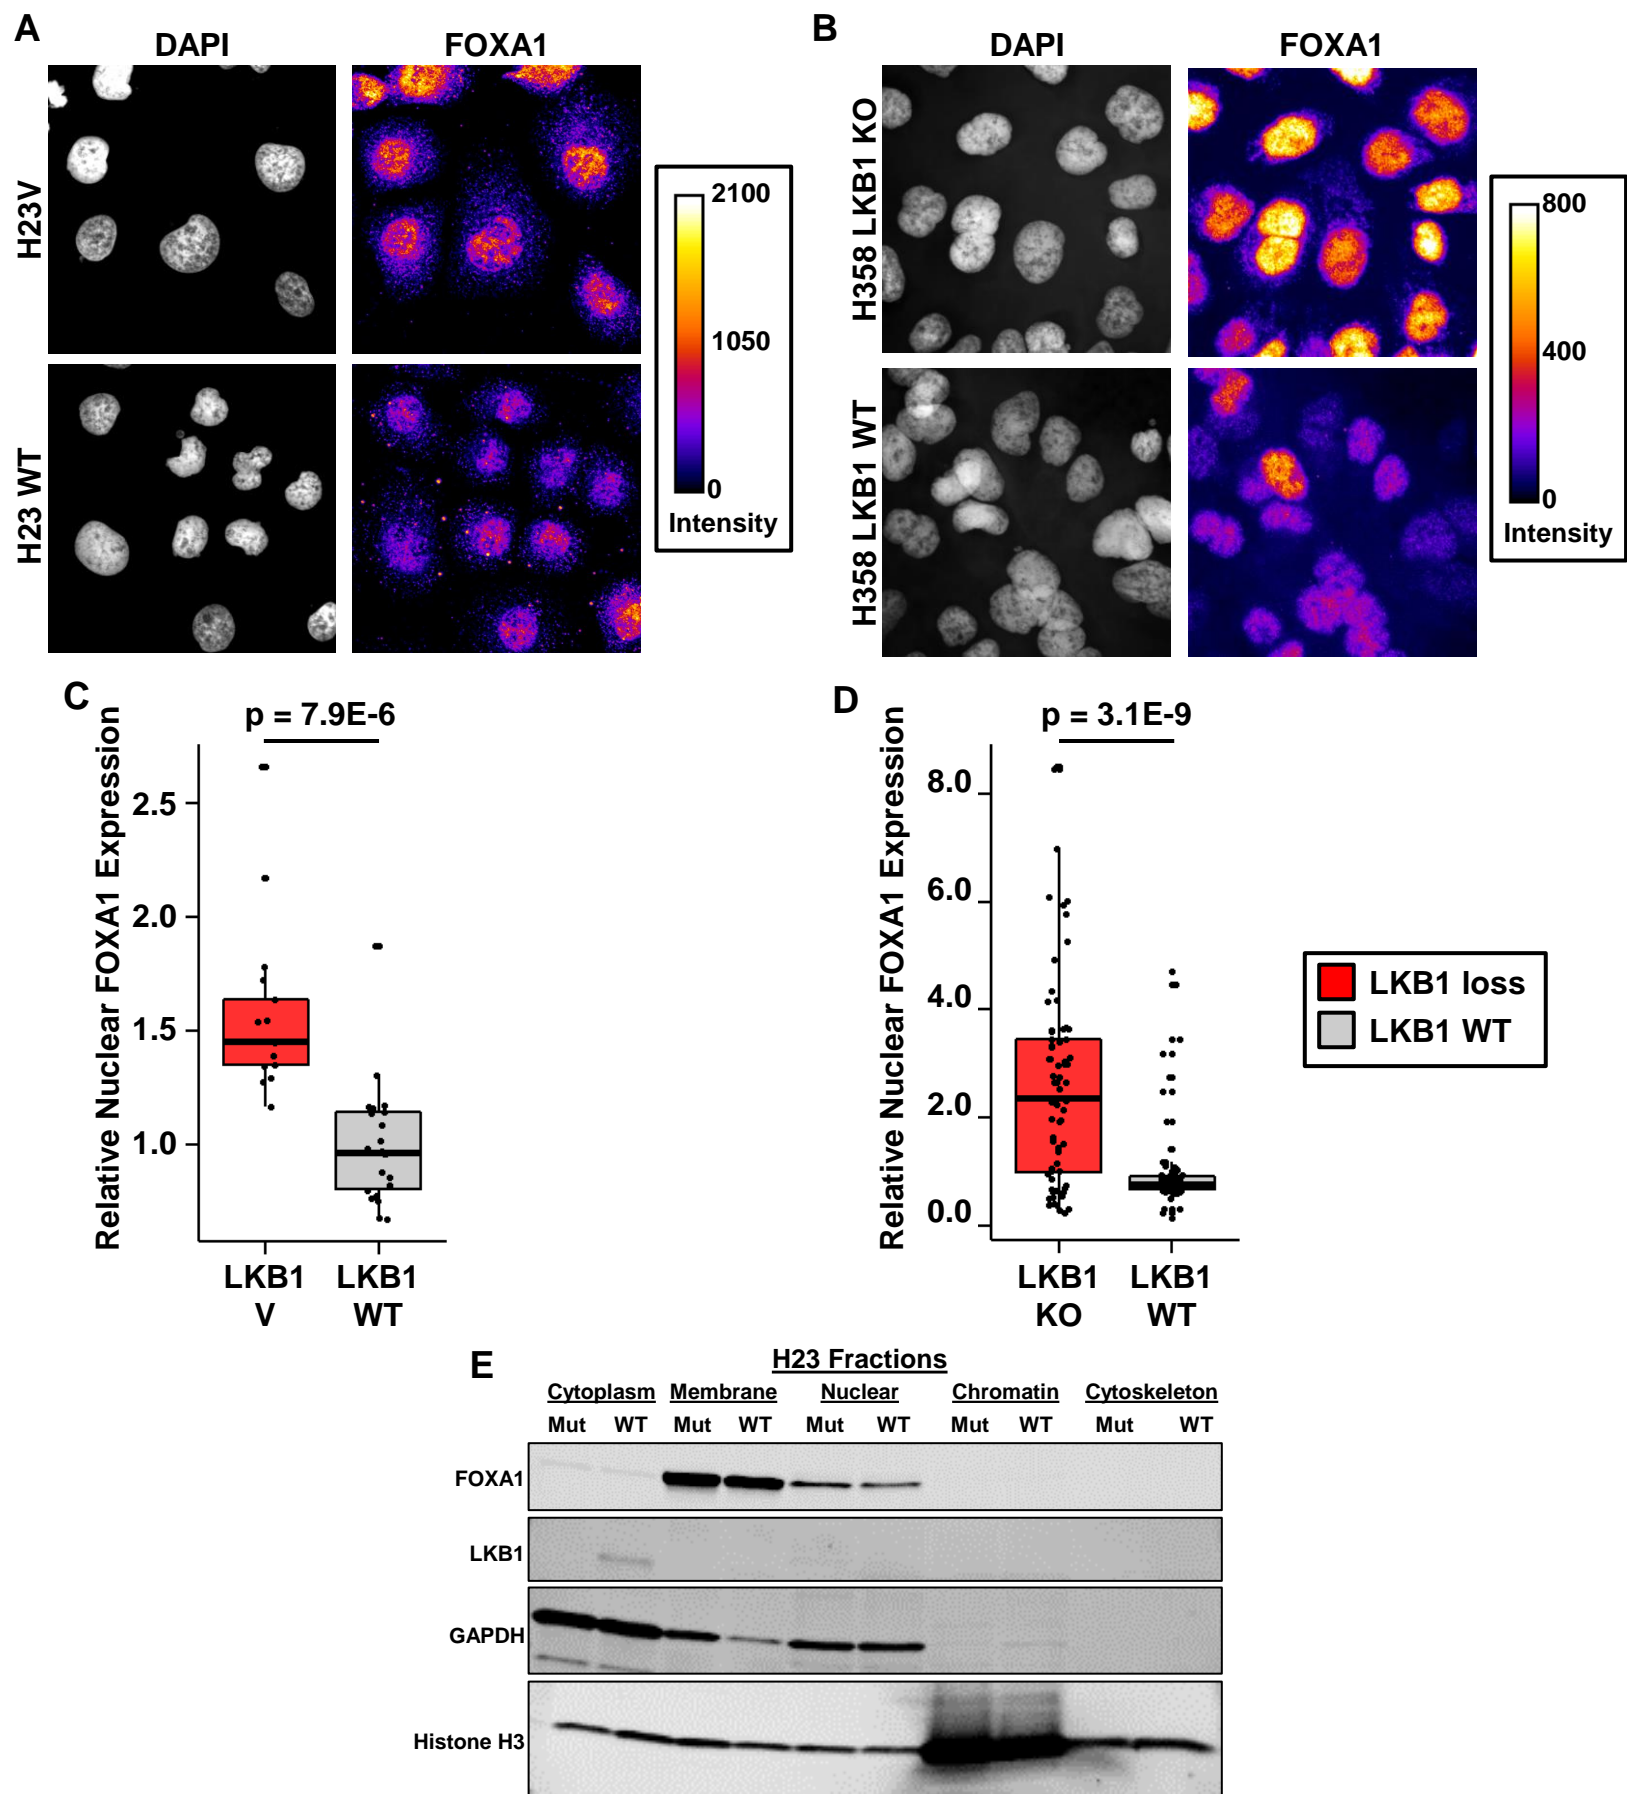 A
DAPI
FOXA1
H23V
H23 WT
2100
1050
0
Intensity
B
DAPI
FOXA1
H358 LKB1 KO
H358 LKB1 WT
800
400
0
Intensity
C
p = 7.9E-6
Relative Nuclear FOXA1 Expression
2.5
2.0
1.5
1.0
LKB1
V
LKB1
WT
D
p = 3.1E-9
Relative Nuclear FOXA1 Expression
8.0
6.0
4.0
2.0
0.0
LKB1
KO
LKB1
WT
LKB1 loss
LKB1 WT
E
H23 Fractions
Cytoplasm Membrane Nuclear Chromatin Cytoskeleton
Mut WT Mut WT Mut WT Mut WT Mut WT
FOXA1
LKB1
GAPDH
Histone H3